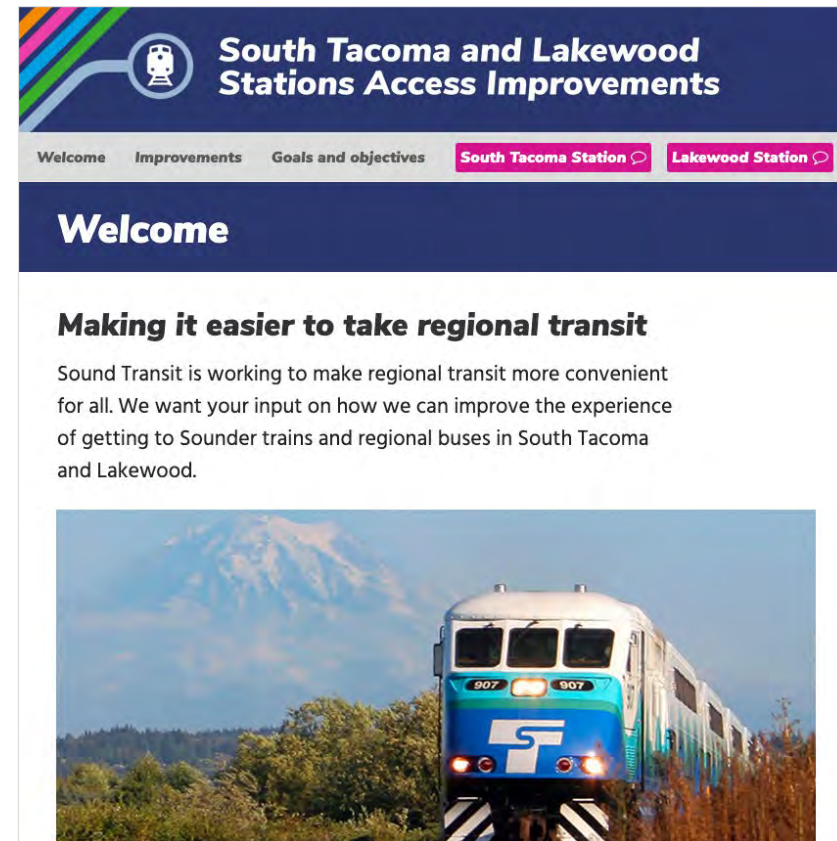 South Tacoma and Lakewood
Stations Access Improvements
Welcome Improvements Goals and objectives South Tacoma Station Lakewood Station
Welcome
Making it easier to take regional transit
Sound Transit is working to make regional transit more convenient
for all. We want your input on how we can improve the experience
of getting to Sounder trains and regional buses in South Tacoma
and Lakewood.
907 907
ST